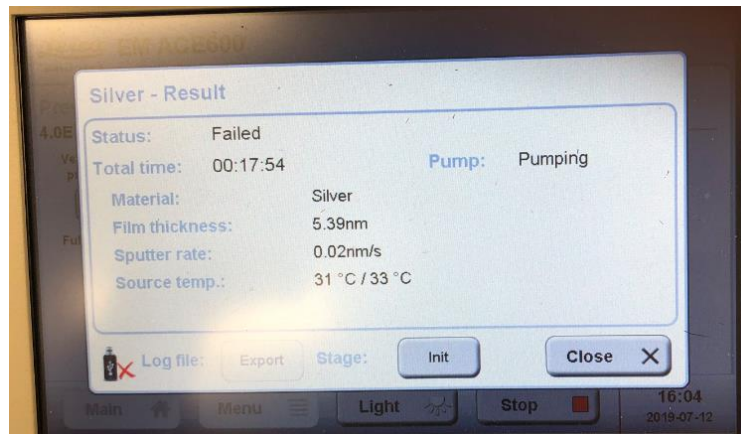 EM ACE600
Silver - Result
4.0E
Status: Failed
Total time: 00:17:54 Pump: Pumping
Material: Silver
Film thickness: 5.39nm
Sputter rate: 0.02nm/s
Source temp.: 31 °C / 33 °C
Log file: Export Stage: Init Close X
Main Menu Light Stop 16:04
2019-07-12